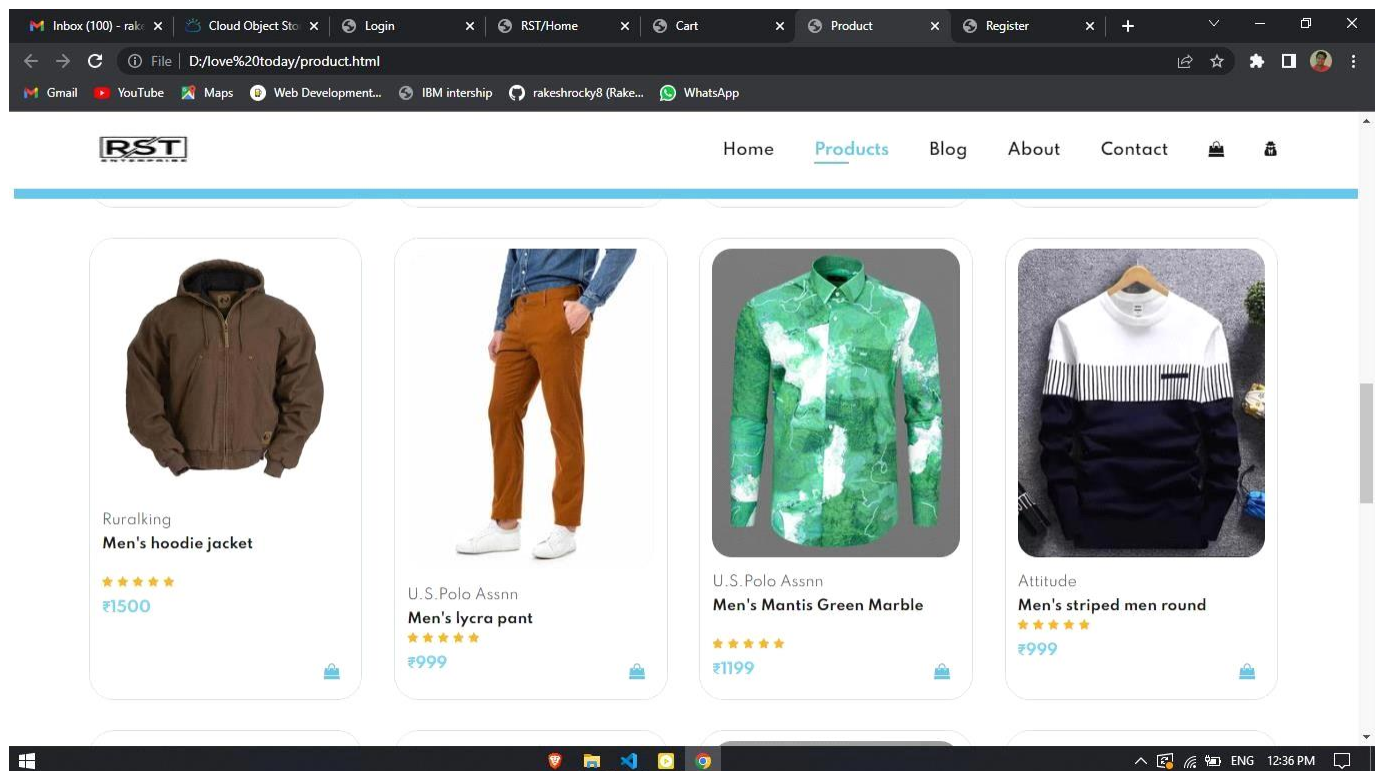 Inbox (100) - rake
Cloud Object Sto
Login
RST/Home
Cart
Product
Register
File
D:/love%20today/product.html
Gmail
YouTube
Maps
Web Development...
IBM intership
rakeshrocky8 (Rake...
WhatsApp
RST
ENTERPRISE
Home
Products
Blog
About
Contact
Ruralking
Men's hoodie jacket
₹1500
U.S.Polo Assnn
Men's lycra pant
₹999
U.S.Polo Assnn
Men's Mantis Green Marble
₹1199
Attitude
Men's striped men round
₹999
ENG
12:36 PM